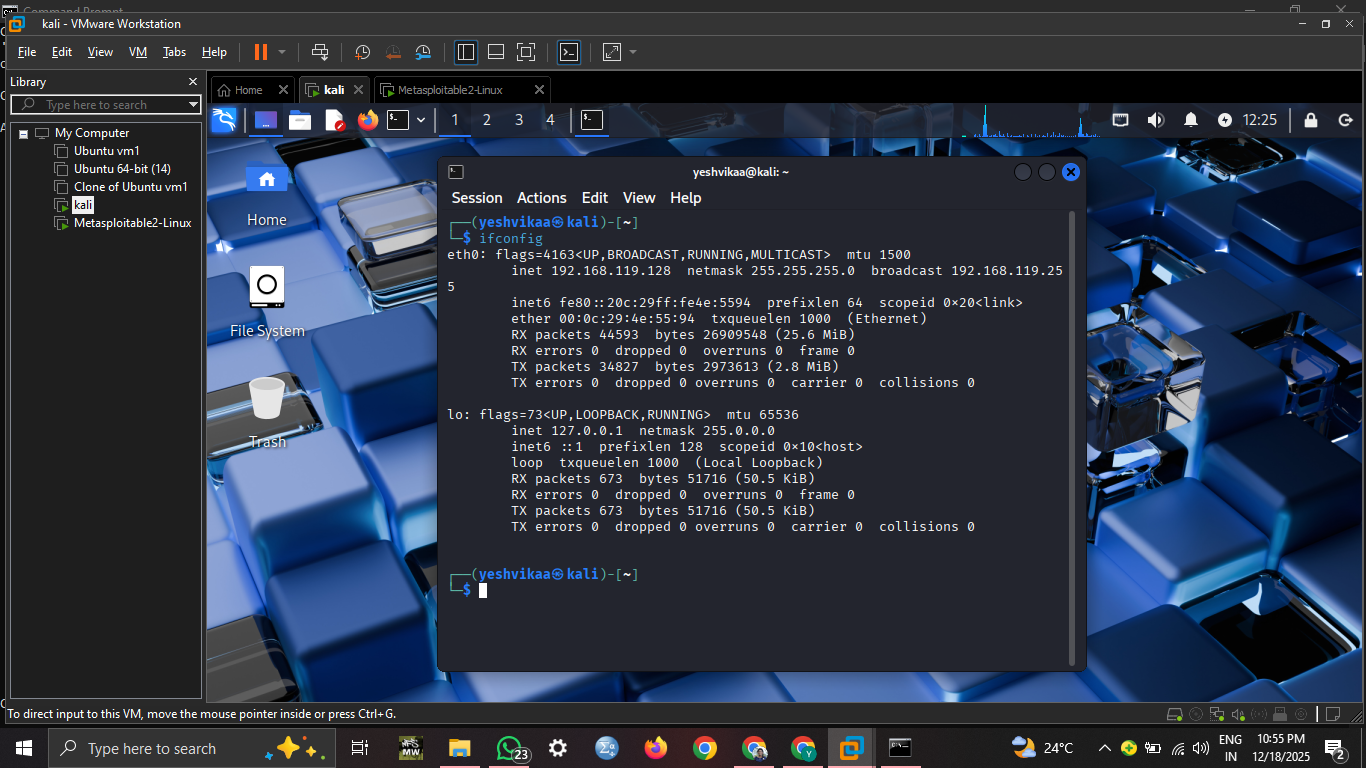 Command Prompt
kali - VMware Workstation
File Edit View VM Tabs Help
Library
Type here to search
My Computer
Ubuntu vm1
Ubuntu 64-bit (14)
Clone of Ubuntu vm1
kali
Metasploitable2-Linux
Home kali Metasploitable2-Linux
1 2 3 4 12:25
Home
File System
Trash
yeshvikaa@kali: ~
Session Actions Edit View Help
┌──(yeshvikaa㉿kali)-[~]
└─$ ifconfig
eth0: flags=4163<UP,BROADCAST,RUNNING,MULTICAST>  mtu 1500
        inet 192.168.119.128  netmask 255.255.255.0  broadcast 192.168.119.25
5
        inet6 fe80::20c:29ff:fe4e:5594  prefixlen 64  scopeid 0×20<link>
        ether 00:0c:29:4e:55:94  txqueuelen 1000  (Ethernet)
        RX packets 44593  bytes 26909548 (25.6 MiB)
        RX errors 0  dropped 0  overruns 0  frame 0
        TX packets 34827  bytes 2973613 (2.8 MiB)
        TX errors 0  dropped 0 overruns 0  carrier 0  collisions 0
lo: flags=73<UP,LOOPBACK,RUNNING>  mtu 65536
        inet 127.0.0.1  netmask 255.0.0.0
        inet6 ::1  prefixlen 128  scopeid 0×10<host>
        loop  txqueuelen 1000  (Local Loopback)
        RX packets 673  bytes 51716 (50.5 KiB)
        RX errors 0  dropped 0  overruns 0  frame 0
        TX packets 673  bytes 51716 (50.5 KiB)
        TX errors 0  dropped 0 overruns 0  carrier 0  collisions 0
┌──(yeshvikaa㉿kali)-[~]
└─$
To direct input to this VM, move the mouse pointer inside or press Ctrl+G.
Type here to search
MW
23
Y
24°C
ENG
IN
10:55 PM
12/18/2025
2